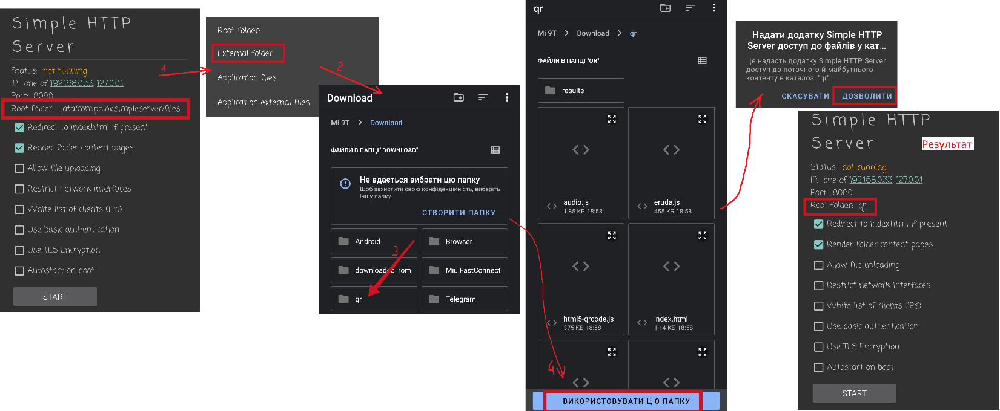 Simple HTTP
Server
Status: not running
IP: one of 192.168.0.33, 127.0.0.1
Port: 8080
Root folder: ...ata/com.phlox.simpleserver/files
Redirect to index.html if present
Render folder content pages
Allow file uploading
Restrict network interfaces
White list of clients (IPs)
Use basic authentication
Use TLS Encryption
Autostart on boot
START
1
Root folder:
External folder
Application files
Application external files
2
Download
Mi 9T > Download
ФАЙЛИ В ПАПЦІ "DOWNLOAD"
Не вдається вибрати цю папку
Щоб захистити свою конфіденційність, виберіть
іншу папку
СТВОРИТИ ПАПКУ
Android
Browser
3
downloaded_rom
MiuiFastConnect
qr
Telegram
qr
Mi 9T > Download > qr
ФАЙЛИ В ПАПЦІ "QR"
results
audio.js
1,85 КБ 18:58
eruda.js
455 КБ 18:58
html5-qrcode.js
375 КБ 18:58
index.html
1,14 КБ 18:58
4
ВИКОРИСТОВУВАТИ ЦЮ ПАПКУ
Надати додатку Simple HTTP
Server доступ до файлів у кат...
Це надасть додатку Simple HTTP Server
доступ до поточного й майбутнього
контенту в каталозі "qr".
СКАСУВАТИ ДОЗВОЛИТИ
Simple HTTP
Server
Результат
Status: not running
IP: one of 192.168.0.33, 127.0.0.1
Port: 8080
Root folder: qr
Redirect to index.html if present
Render folder content pages
Allow file uploading
Restrict network interfaces
White list of clients (IPs)
Use basic authentication
Use TLS Encryption
Autostart on boot
START